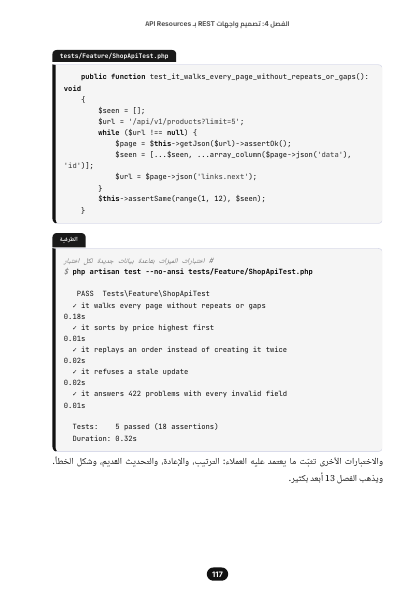 الفصل 4: تصميم واجهات REST بـ API Resources
tests/Feature/ShopApiTest.php
public function test_it_walks_every_page_without_repeats_or_gaps():
void
{
$seen = [];
$url = '/api/v1/products?limit=5';
while ($url !== null) {
$page = $this->getJson($url)->assertOk();
$seen = [...$seen, ...array_column($page->json('data'),
'id')];
$url = $page->json('links.next');
}
$this->assertSame(range(1, 12), $seen);
}
الطرفية
# اختبارات الميزات بقاعدة بيانات جديدة لكل اختبار
$ php artisan test --no-ansi tests/Feature/ShopApiTest.php
PASS Tests\Feature\ShopApiTest
✓ it walks every page without repeats or gaps
0.18s
✓ it sorts by price highest first
0.01s
✓ it replays an order instead of creating it twice
0.02s
✓ it refuses a stale update
0.02s
✓ it answers 422 problems with every invalid field
0.01s
Tests: 5 passed (18 assertions)
Duration: 0.32s
والاختبارات الأخرى تثبّت ما يعتمد عليه العملاء: الترتيب، والإعادة، والتحديث القديم، وشكل الخطأ.
ويذهب الفصل 13 أبعد بكثير.
117